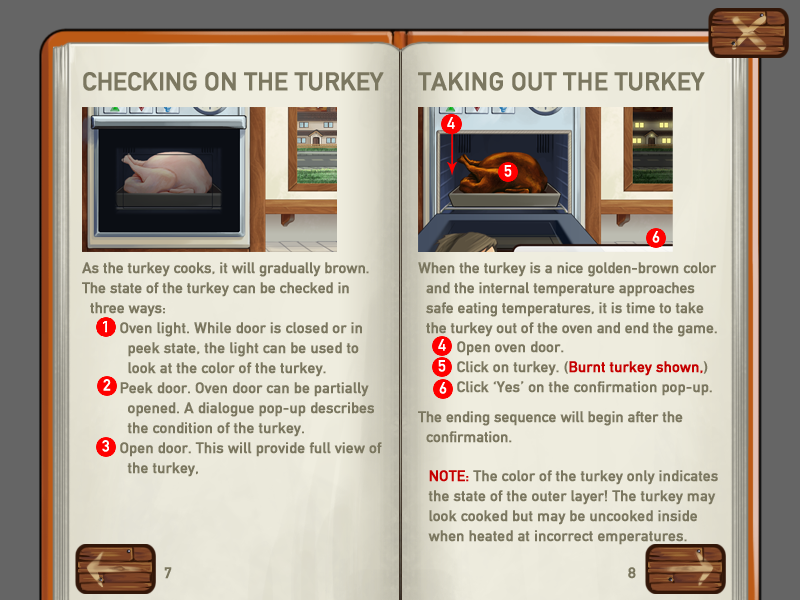 CHECKING ON THE TURKEY
As the turkey cooks, it will gradually brown.
The state of the turkey can be checked in
three ways:
1 Oven light. While door is closed or in
peek state, the light can be used to
look at the color of the turkey.
2 Peek door. Oven door can be partially
opened. A dialogue pop-up describes
the condition of the turkey.
3 Open door. This will provide full view of
the turkey,
7
TAKING OUT THE TURKEY
4
5
6
When the turkey is a nice golden-brown color
and the internal temperature approaches
safe eating temperatures, it is time to take
the turkey out of the oven and end the game.
4 Open oven door.
5 Click on turkey. (Burnt turkey shown,)
6 Click ‘Yes’ on the confirmation pop-up.
The ending sequence will begin after the
confirmation.
NOTE: The color of the turkey only indicates
the state of the outer layer! The turkey may
look cooked but may be uncooked inside
when heated at incorrect emperatures.
8